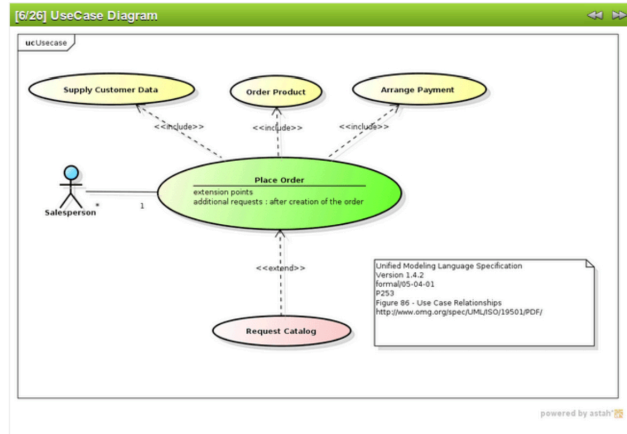 [6/26] UseCase Diagram
uc Usecase
Supply Customer Data
Order Product
Arrange Payment
<<include>>
<<include>>
<<include>>
Place Order
extension points
additional requests : after creation of the order
Salesperson
*
1
<<extend>>
Request Catalog
Unified Modeling Language Specification
Version 1.4.2
formal/05-04-01
P253
Figure 86 - Use Case Relationships
http://www.omg.org/spec/UML/ISO/19501/PDF/
powered by astah*